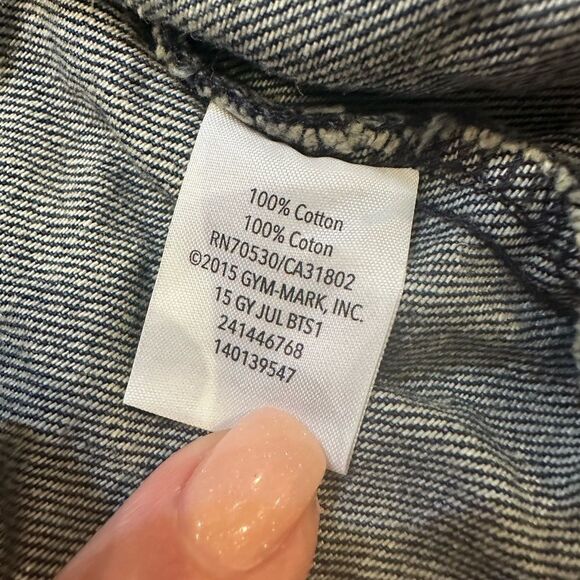 100% Cotton
100% Coton
RN70530/CA31802
©2015 GYM-MARK, INC.
15 GY JUL BTS1
241446768
140139547